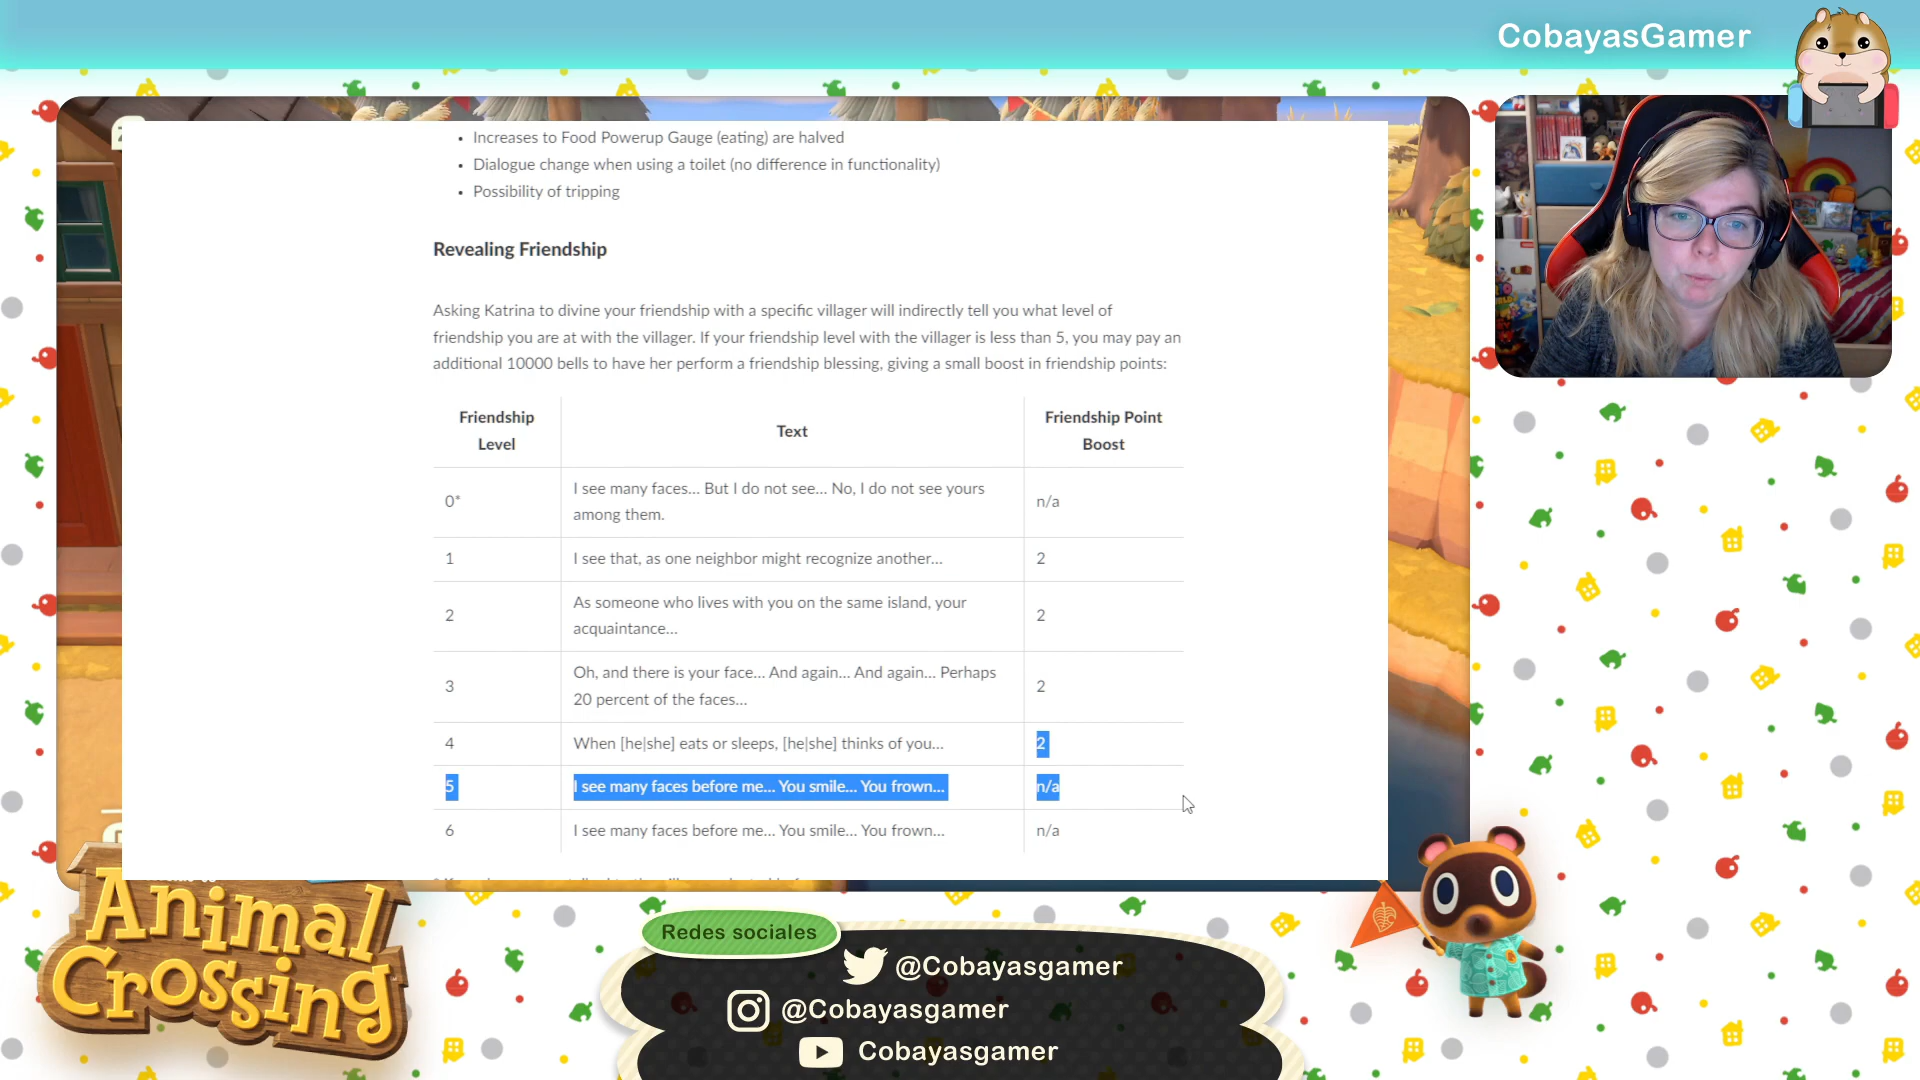 CobayasGamer
Increases to Food Powerup Gauge (eating) are halved
Dialogue change when using a toilet (no difference in functionality)
Possibility of tripping
Revealing Friendship
Asking Katrina to divine your friendship with a specific villager will indirectly tell you what level of
friendship you are at with the villager. If your friendship level with the villager is less than 5, you may pay an
additional 10000 bells to have her perform a friendship blessing, giving a small boost in friendship points:
Friendship
Level
Text
Friendship Point
Boost
0*
I see many faces... But I do not see... No, I do not see yours
among them.
n/a
1
I see that, as one neighbor might recognize another...
2
2
As someone who lives with you on the same island, your
acquaintance...
2
3
Oh, and there is your face... And again... And again... Perhaps
20 percent of the faces...
2
4
When [he|she] eats or sleeps, [he|she] thinks of you...
2
5
I see many faces before me... You smile... You frown...
n/a
6
I see many faces before me... You smile... You frown...
n/a
Animal
Crossing
Redes sociales
@Cobayasgamer
@Cobayasgamer
Cobayasgamer